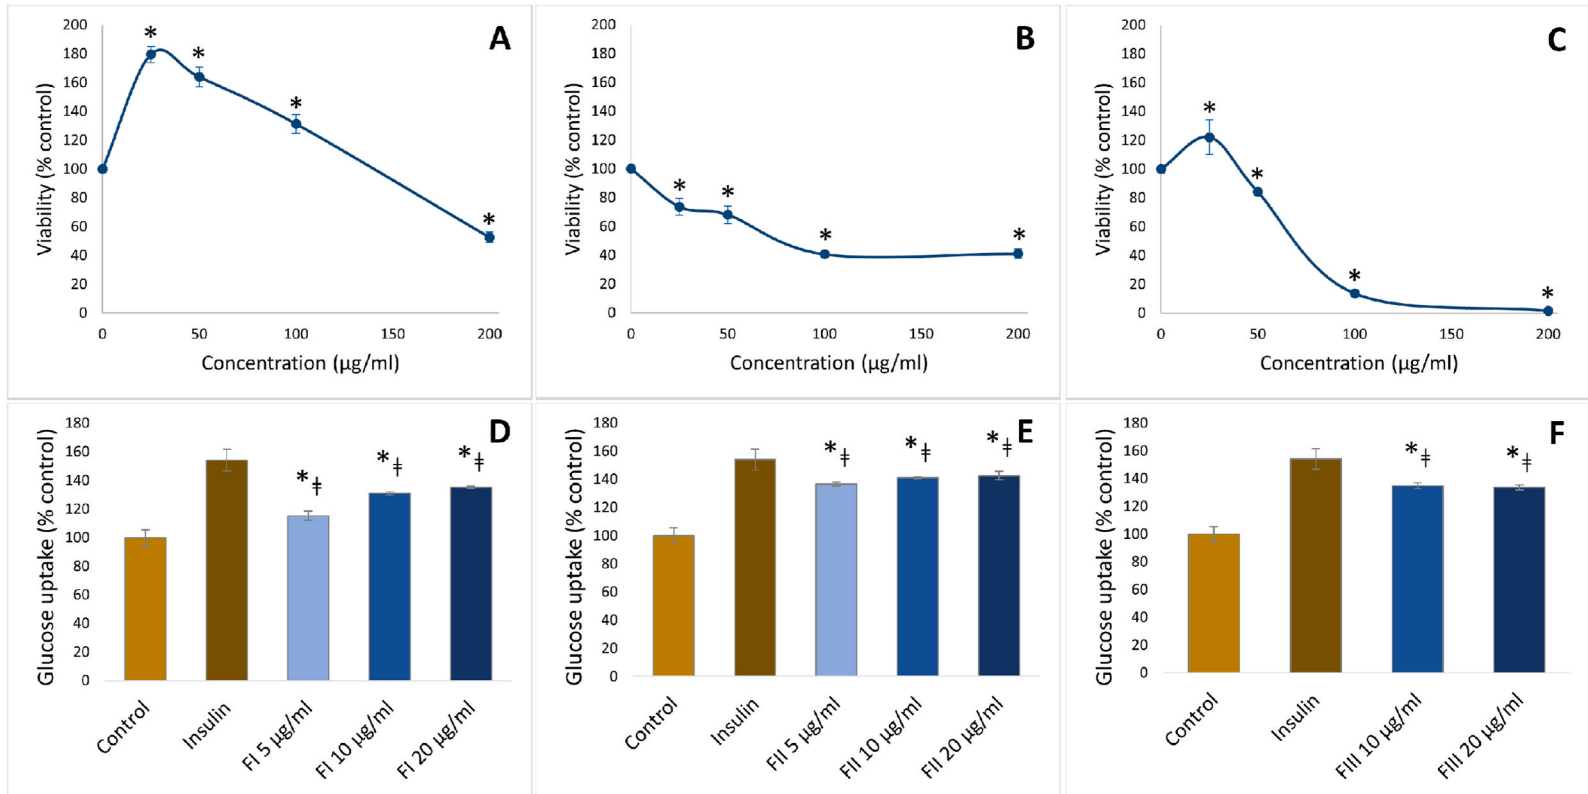 A
Viability (% control)
200
180
160
140
120
100
80
60
40
20
0
* * * *
0 50 100 150 200
Concentration (µg/ml)
B
Viability (% control)
200
180
160
140
120
100
80
60
40
20
0
* * * *
0 50 100 150 200
Concentration (µg/ml)
C
Viability (% control)
200
180
160
140
120
100
80
60
40
20
0
* * * *
0 50 100 150 200
Concentration (µg/ml)
D
Glucose uptake (% control)
180
160
140
120
100
80
60
40
20
0
*ǂ *ǂ *ǂ
Control
Insulin
FI 5 µg/ml
FI 10 µg/ml
FI 20 µg/ml
E
Glucose uptake (% control)
180
160
140
120
100
80
60
40
20
0
*ǂ *ǂ *ǂ
Control
Insulin
FII 5 µg/ml
FII 10 µg/ml
FII 20 µg/ml
F
Glucose uptake (% control)
180
160
140
120
100
80
60
40
20
0
*ǂ *ǂ
Control
Insulin
FIII 10 µg/ml
FIII 20 µg/ml